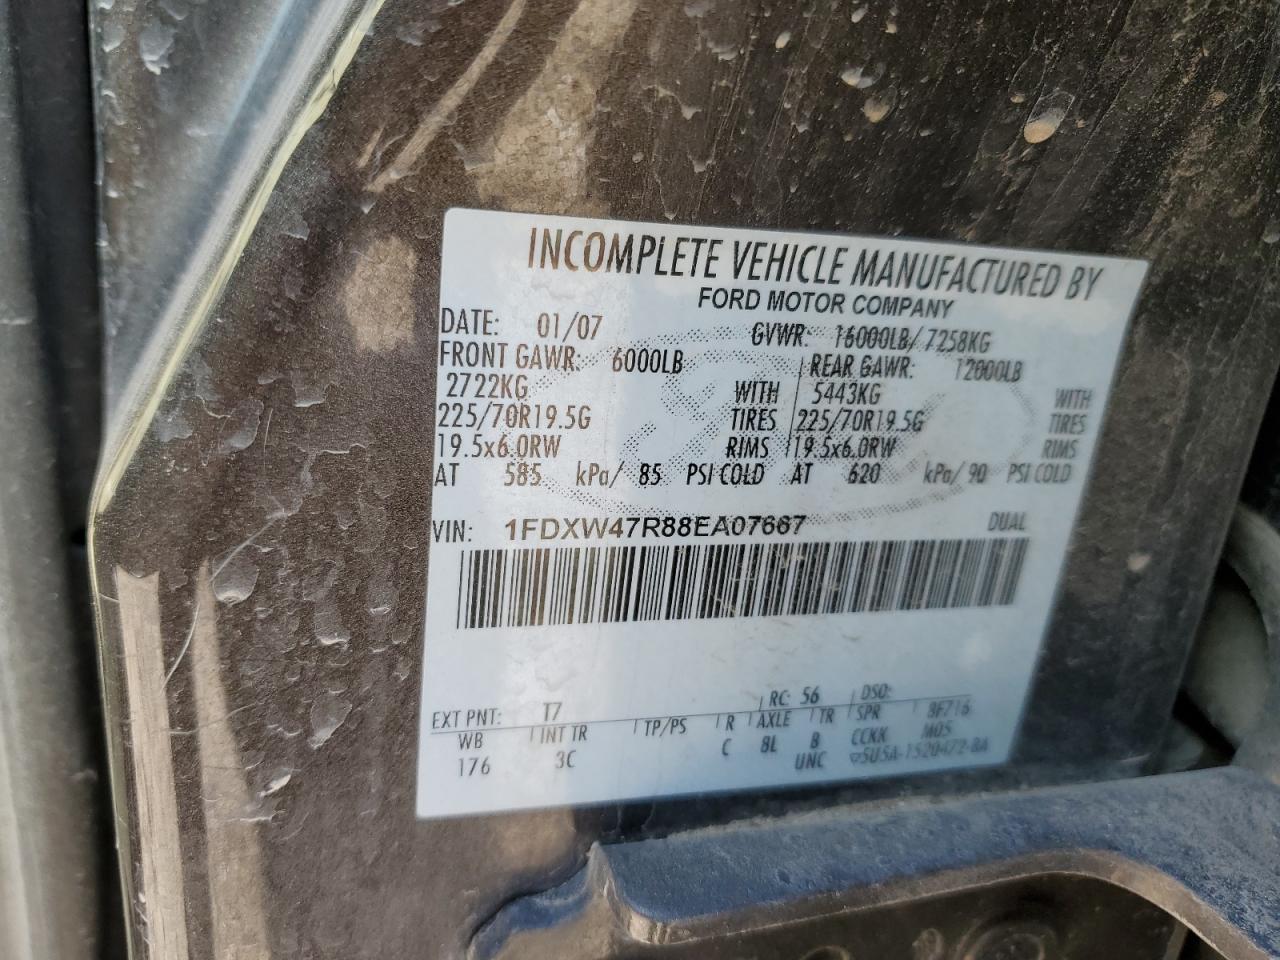 INCOMPLETE VEHICLE MANUFACTURED BY
FORD MOTOR COMPANY
DATE: 01/07 GVWR: 16000LB/ 7258KG
FRONT GAWR: 6000LB REAR GAWR: 12000LB
2722KG WITH 5443KG WITH
225/70R19.5G TIRES 225/70R19.5G TIRES
19.5x6.0RW RIMS 19.5x6.0RW RIMS
AT 585 kPa/ 85 PSI COLD AT 620 kPa/ 90 PSI COLD
VIN: 1FDXW47R88EA07667 DUAL
EXT PNT: T7 RC: 56 DSO:
WB INT TR TP/PS R AXLE TR SPR 8F716
176 3C C 8L B CCKK M05
UNC 5U5A-1520472-BA